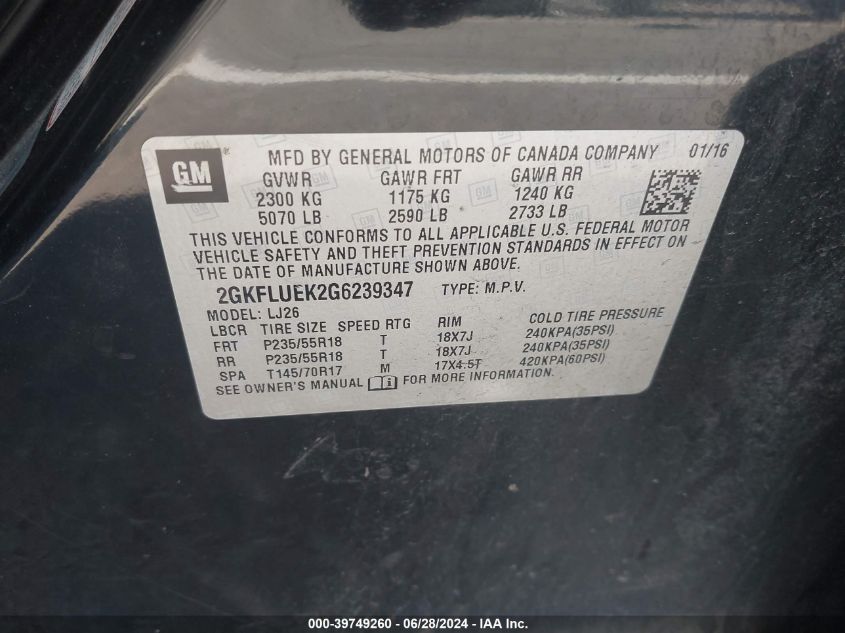 GM MFD BY GENERAL MOTORS OF CANADA COMPANY 01/16
GVWR GAWR FRT GAWR RR
2300 KG 1175 KG 1240 KG
5070 LB 2590 LB 2733 LB
THIS VEHICLE CONFORMS TO ALL APPLICABLE U.S. FEDERAL MOTOR
VEHICLE SAFETY AND THEFT PREVENTION STANDARDS IN EFFECT ON
THE DATE OF MANUFACTURE SHOWN ABOVE.
2GKFLUEK2G6239347 TYPE: M.P.V.
MODEL: LJ26
LBCR TIRE SIZE SPEED RTG RIM COLD TIRE PRESSURE
FRT P235/55R18 T 18X7J 240KPA(35PSI)
RR P235/55R18 T 18X7J 240KPA(35PSI)
SPA T145/70R17 M 17X4.5T 420KPA(60PSI)
SEE OWNER'S MANUAL FOR MORE INFORMATION.
000-39749260 - 06/28/2024 - IAAI Inc.